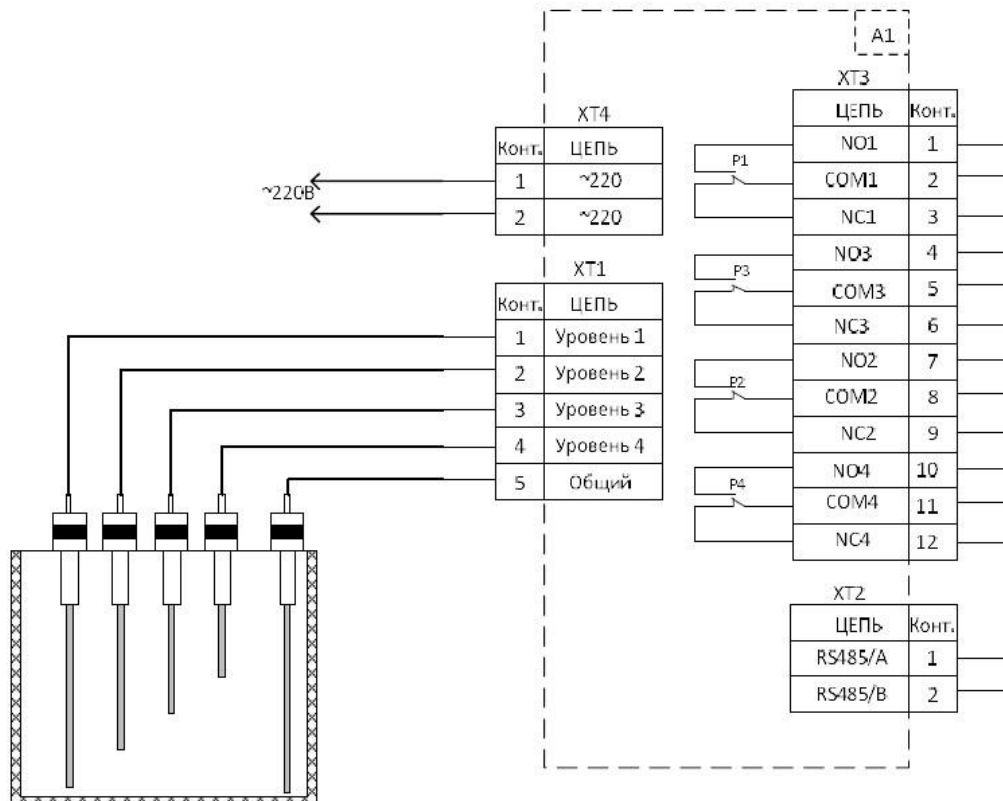 A1
XT4
Конт. ЦЕПЬ
1 ~220
2 ~220
~220В
XT1
Конт. ЦЕПЬ
1 Уровень 1
2 Уровень 2
3 Уровень 3
4 Уровень 4
5 Общий
P1
P3
P2
P4
XT3
ЦЕПЬ Конт.
NO1 1
COM1 2
NC1 3
NO3 4
COM3 5
NC3 6
NO2 7
COM2 8
NC2 9
NO4 10
COM4 11
NC4 12
XT2
ЦЕПЬ Конт.
RS485/A 1
RS485/B 2